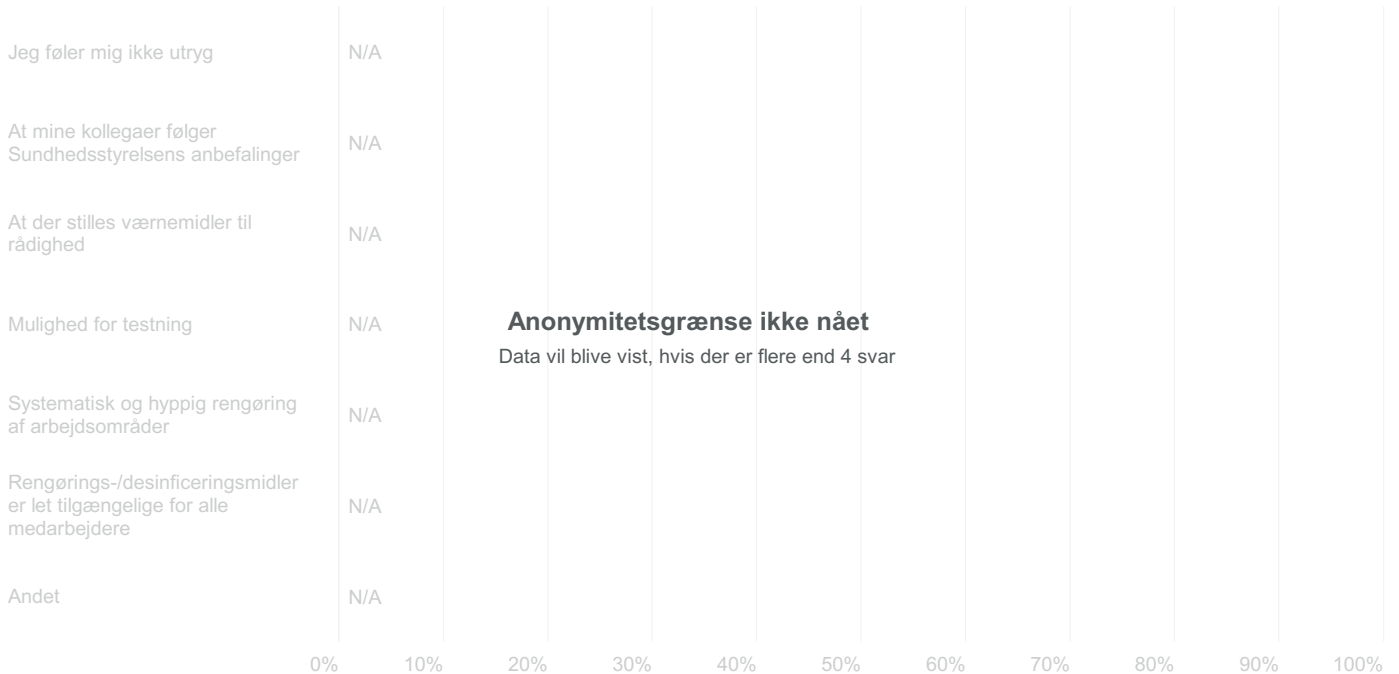 Jeg føler mig ikke utryg
N/A
At mine kollegaer følger
Sundhedsstyrelsens anbefalinger
N/A
At der stilles værnemidler til
rådighed
N/A
Mulighed for testning
N/A
Anonymitetsgrænse ikke nået
Data vil blive vist, hvis der er flere end 4 svar
Systematisk og hyppig rengøring
af arbejdsområder
N/A
Rengørings-/desinficeringsmidler
er let tilgængelige for alle
medarbejdere
N/A
Andet
N/A
0% 10% 20% 30% 40% 50% 60% 70% 80% 90% 100%